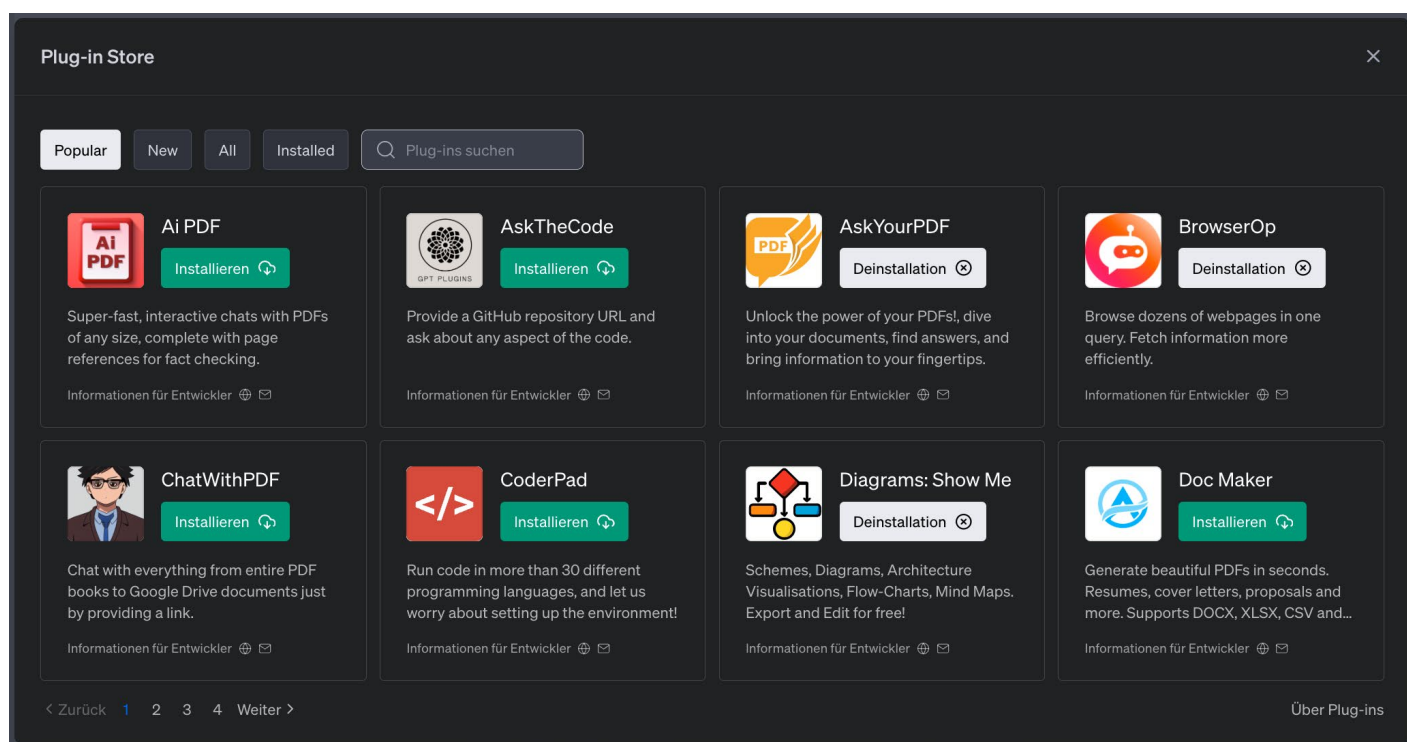 Plug-in Store
Popular
New
All
Installed
Plug-ins suchen
Ai PDF
Ai PDF
Installieren
Super-fast, interactive chats with PDFs
of any size, complete with page
references for fact checking.
Informationen für Entwickler
GPT PLUGINS
AskTheCode
Installieren
Provide a GitHub repository URL and
ask about any aspect of the code.
Informationen für Entwickler
PDF
AskYourPDF
Deinstallation
Unlock the power of your PDFs!, dive
into your documents, find answers, and
bring information to your fingertips.
Informationen für Entwickler
BrowserOp
Deinstallation
Browse dozens of webpages in one
query. Fetch information more
efficiently.
Informationen für Entwickler
ChatWithPDF
Installieren
Chat with everything from entire PDF
books to Google Drive documents just
by providing a link.
Informationen für Entwickler
</>
CoderPad
Installieren
Run code in more than 30 different
programming languages, and let us
worry about setting up the environment!
Informationen für Entwickler
Diagrams: Show Me
Deinstallation
Schemes, Diagrams, Architecture
Visualisations, Flow-Charts, Mind Maps.
Export and Edit for free!
Informationen für Entwickler
Doc Maker
Installieren
Generate beautiful PDFs in seconds.
Resumes, cover letters, proposals and
more. Supports DOCX, XLSX, CSV and...
Informationen für Entwickler
< Zurück 1 2 3 4 Weiter >
Über Plug-ins